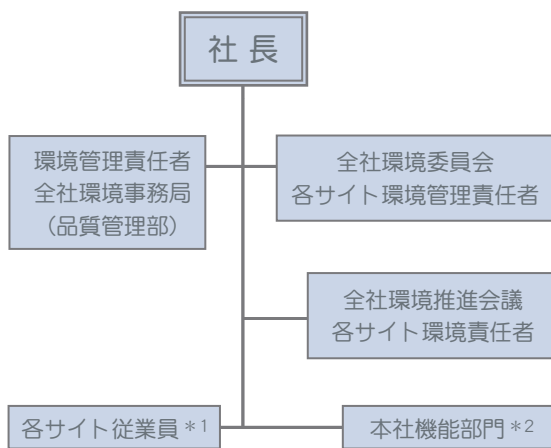 社 長
環境管理責任者
全社環境事務局
（品質管理部）
全社環境委員会
各サイト環境管理責任者
全社環境推進会議
各サイト環境責任者
各サイト従業員＊1
本社機能部門＊2